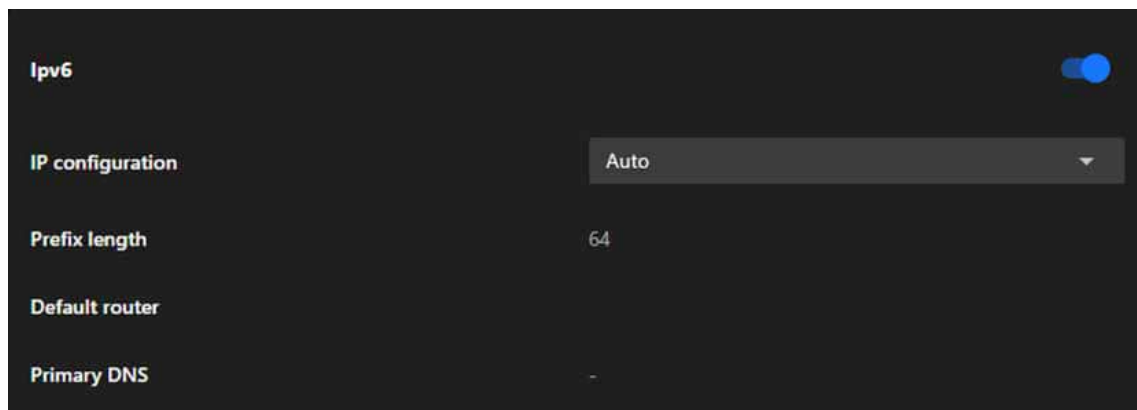 Ipv6
IP configuration Auto
Prefix length 64
Default router
Primary DNS -